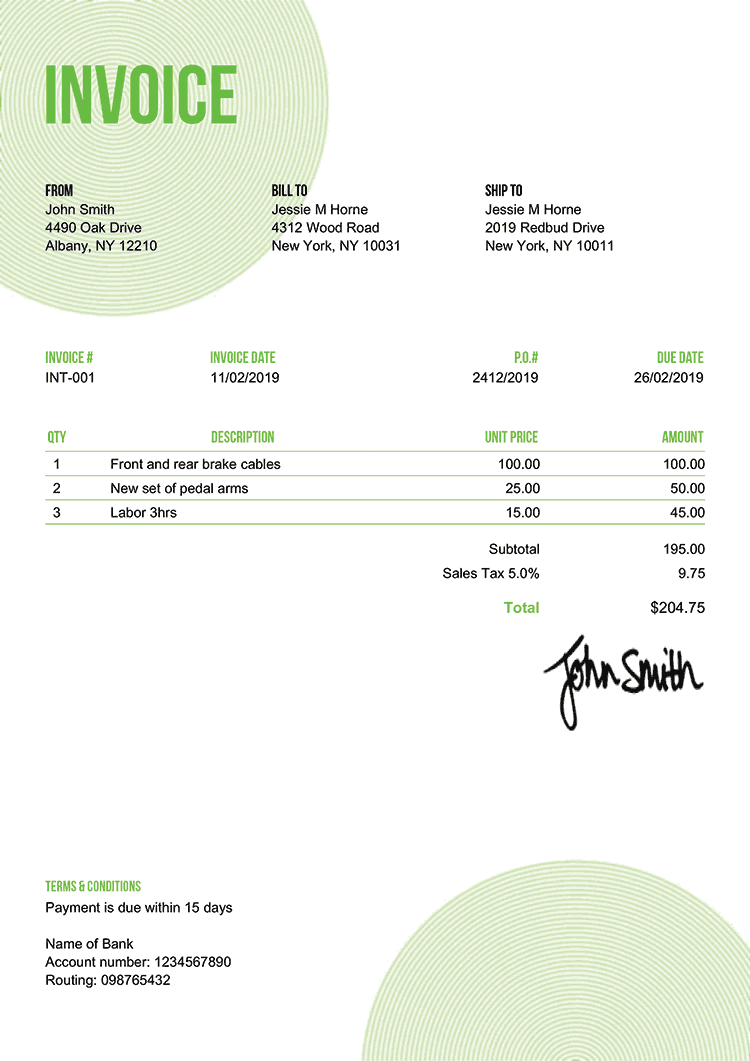 INVOICE
FROM
John Smith
4490 Oak Drive
Albany, NY 12210
BILL TO
Jessie M Horne
4312 Wood Road
New York, NY 10031
SHIP TO
Jessie M Horne
2019 Redbud Drive
New York, NY 10011
INVOICE # INVOICE DATE P.O.# DUE DATE
INT-001 11/02/2019 2412/2019 26/02/2019
QTY DESCRIPTION UNIT PRICE AMOUNT
1 Front and rear brake cables 100.00 100.00
2 New set of pedal arms 25.00 50.00
3 Labor 3hrs 15.00 45.00
Subtotal 195.00
Sales Tax 5.0% 9.75
Total $204.75
John Smith
TERMS & CONDITIONS
Payment is due within 15 days
Name of Bank
Account number: 1234567890
Routing: 098765432